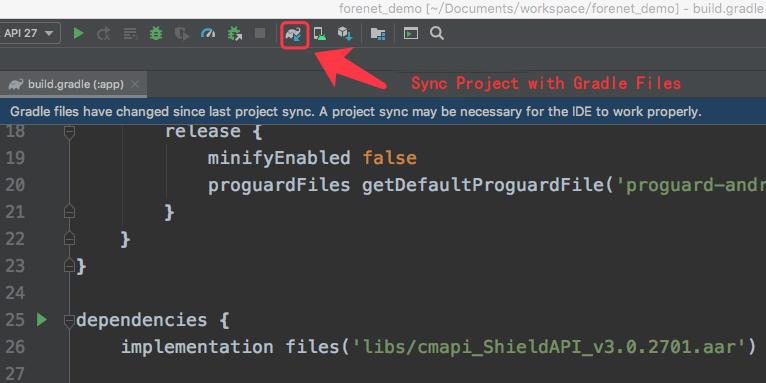 forenet_demo [~/Documents/workspace/forenet_demo] - build.gradle
API 27
Sync Project with Gradle Files
build.gradle (:app)
Gradle files have changed since last project sync. A project sync may be necessary for the IDE to work properly.
18 release {
19 minifyEnabled false
20 proguardFiles getDefaultProguardFile('proguard-andr
21 }
22 }
23 }
24
25 dependencies {
26 implementation files('libs/cmapi_ShieldAPI_v3.0.2701.aar')
27